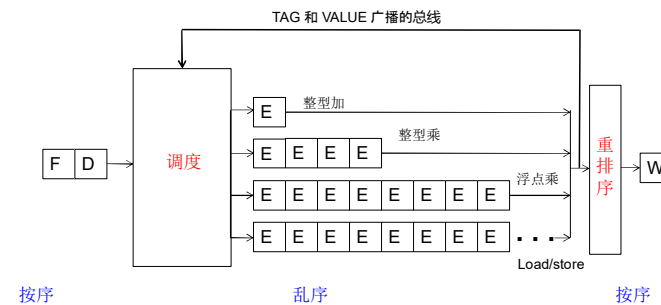 TAG 和 VALUE 广播的总线
E
整型加
整型乘
F D
调度
E E E E
重排序
W
浮点乘
E E E E E E E E
E E E E E E E E . . .
Load/store
按序
乱序
按序